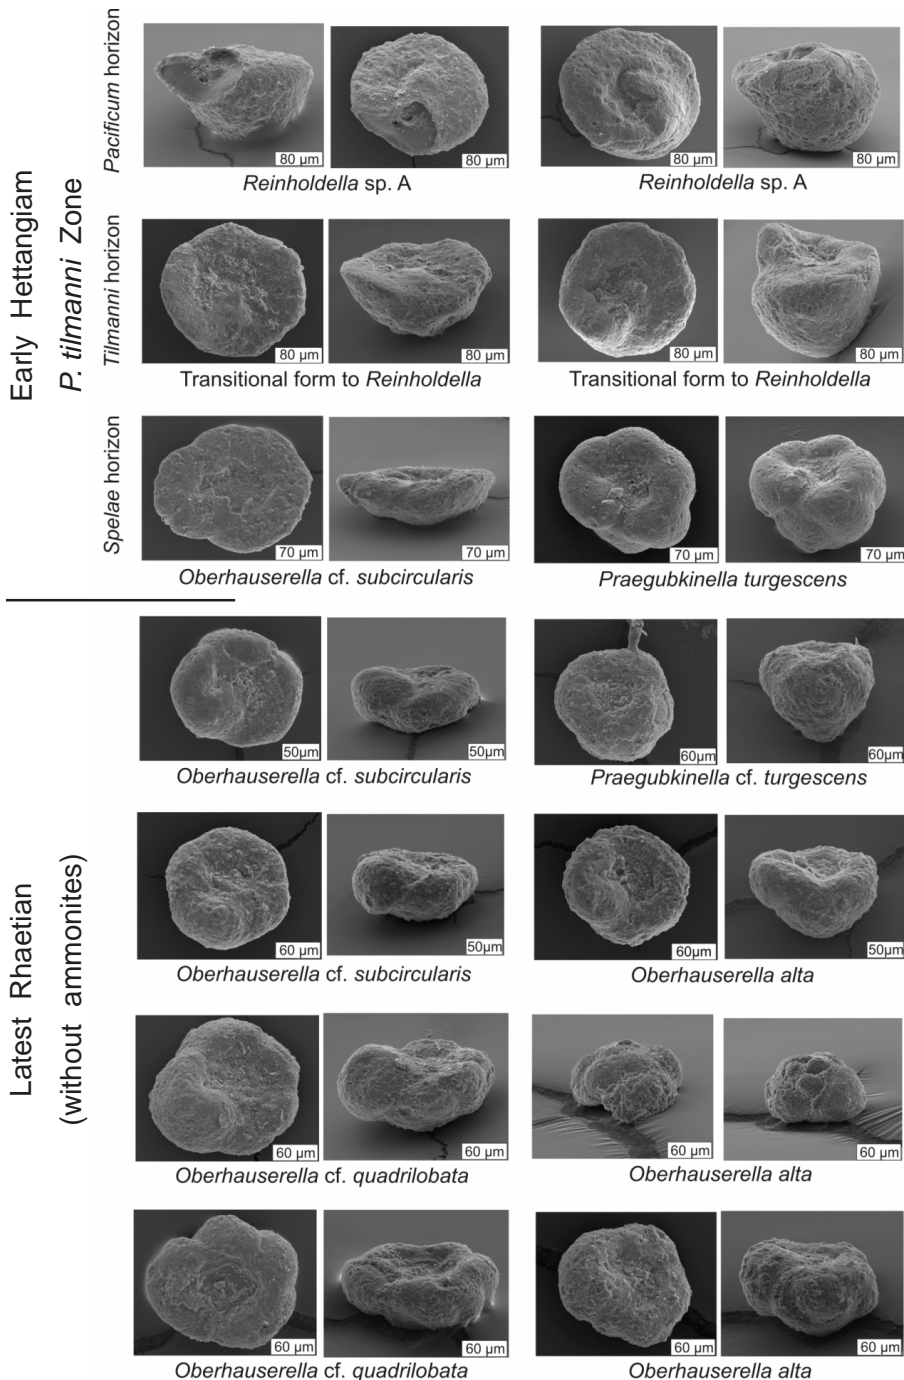 Early Hettangiam
P. tilmanni Zone
Pacificum horizon
80 µm
80 µm
80 µm
80 µm
Reinholdella sp. A
Reinholdella sp. A
Tilmanni horizon
80 µm
80 µm
80 µm
80 µm
Transitional form to Reinholdella
Transitional form to Reinholdella
Spelae horizon
70 µm
70 µm
70 µm
70 µm
Oberhauserella cf. subcircularis
Praegubkinella turgescens
Latest Rhaetian
(without ammonites)
50µm
50µm
60µm
60µm
Oberhauserella cf. subcircularis
Praegubkinella cf. turgescens
60 µm
50µm
60µm
50µm
Oberhauserella cf. subcircularis
Oberhauserella alta
60 µm
60 µm
60 µm
60 µm
Oberhauserella cf. quadrilobata
Oberhauserella alta
60 µm
60 µm
60 µm
60 µm
Oberhauserella cf. quadrilobata
Oberhauserella alta